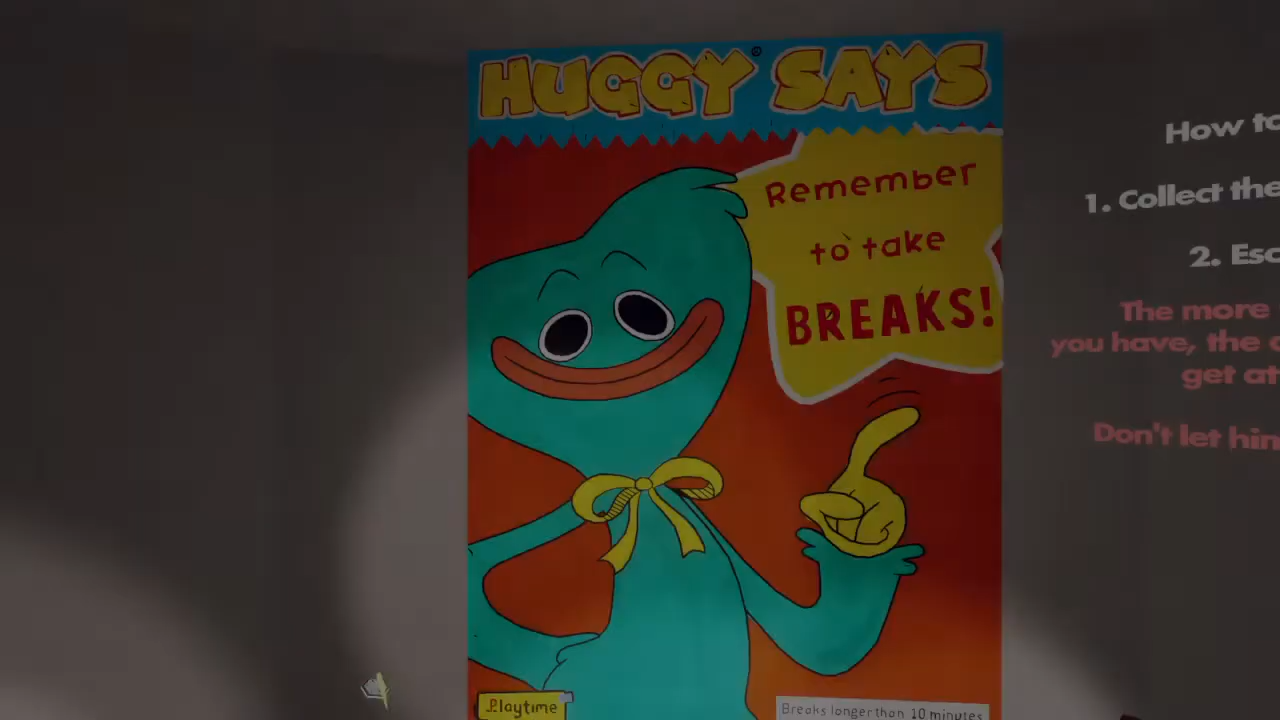 HUGGY® SAYS
Remember
to take
BREAKS!
Playtime
Breaks longer than 10 minutes
How to
1. Collect the
2. Esc
The more
you have, the
get at
Don't let him